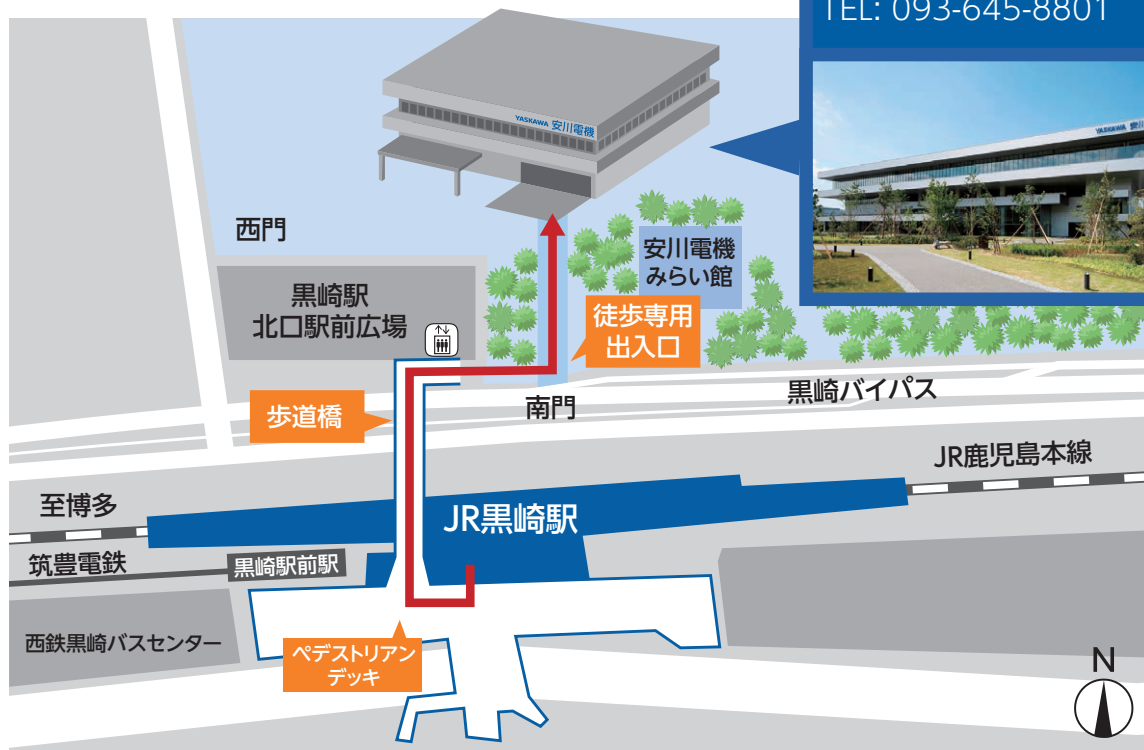 TEL: 093-645-8801
YASKAWA 安川電機
YASKAWA
西門
安川電機
みらい館
黒崎駅
北口駅前広場
徒歩専用
出入口
歩道橋
南門
黒崎バイパス
JR鹿児島本線
至博多
JR黒崎駅
筑豊電鉄
黒崎駅前駅
西鉄黒崎バスセンター
ペデストリアン
デッキ
N